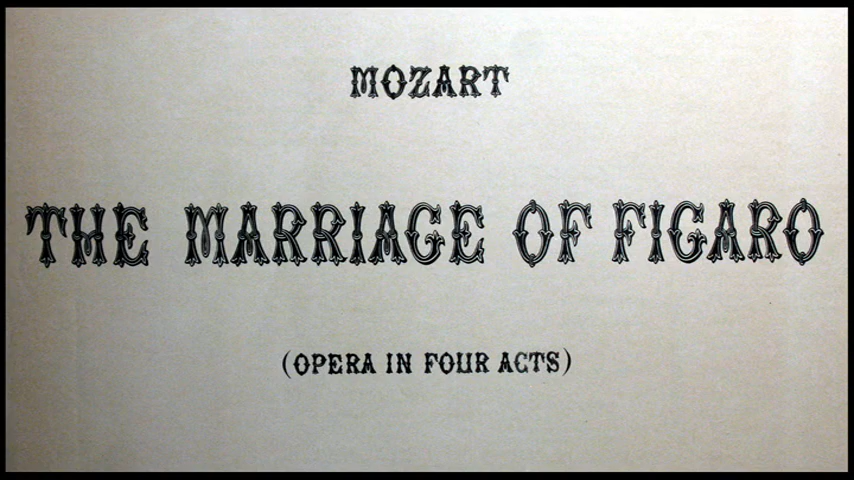 MOZART
THE MARRIAGE OF FIGARO
(OPERA IN FOUR ACTS)